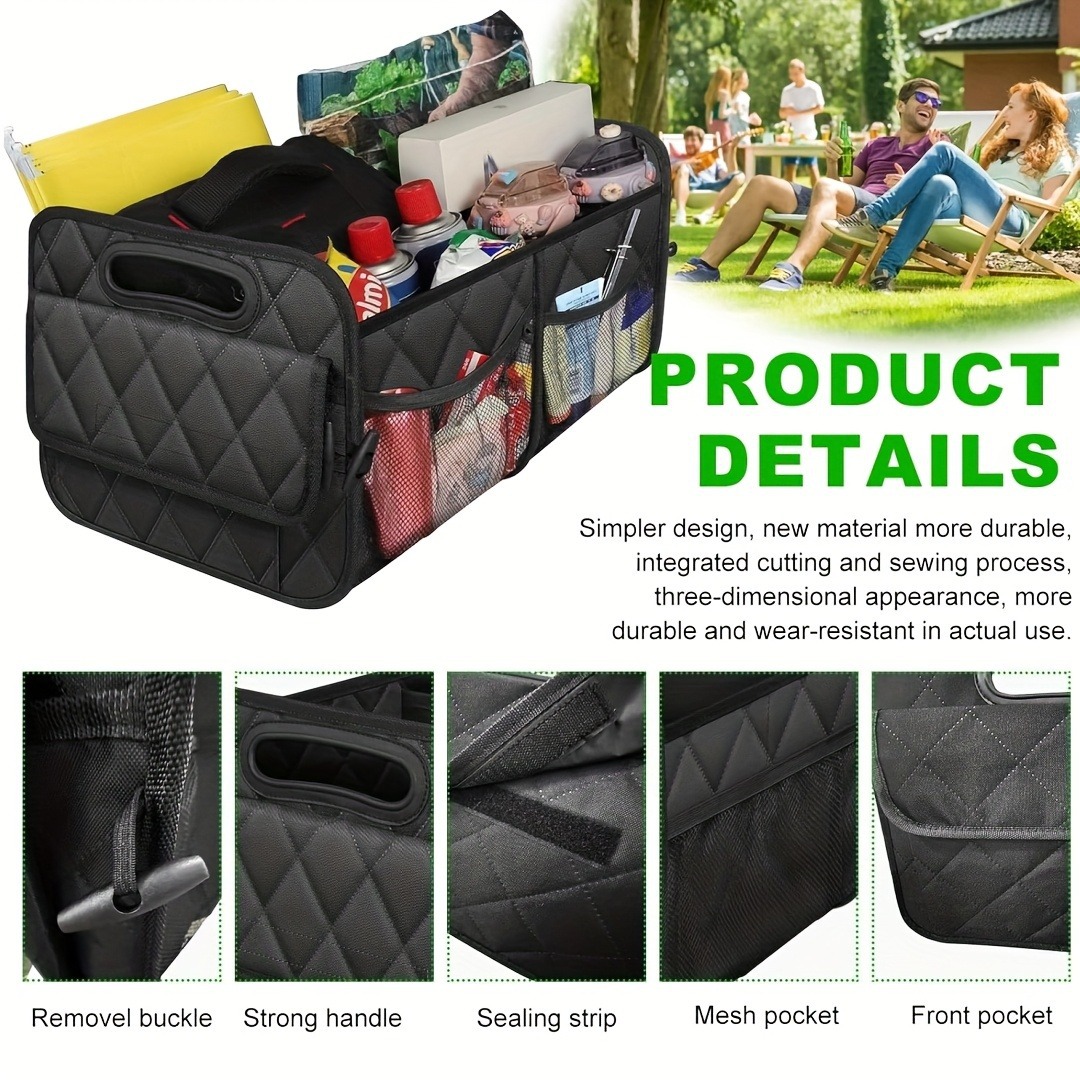 almi
PRODUCT
DETAILS
Simpler design, new material more durable,
integrated cutting and sewing process,
three-dimensional appearance, more
durable and wear-resistant in actual use.
Removel buckle
Strong handle
Sealing strip
Mesh pocket
Front pocket